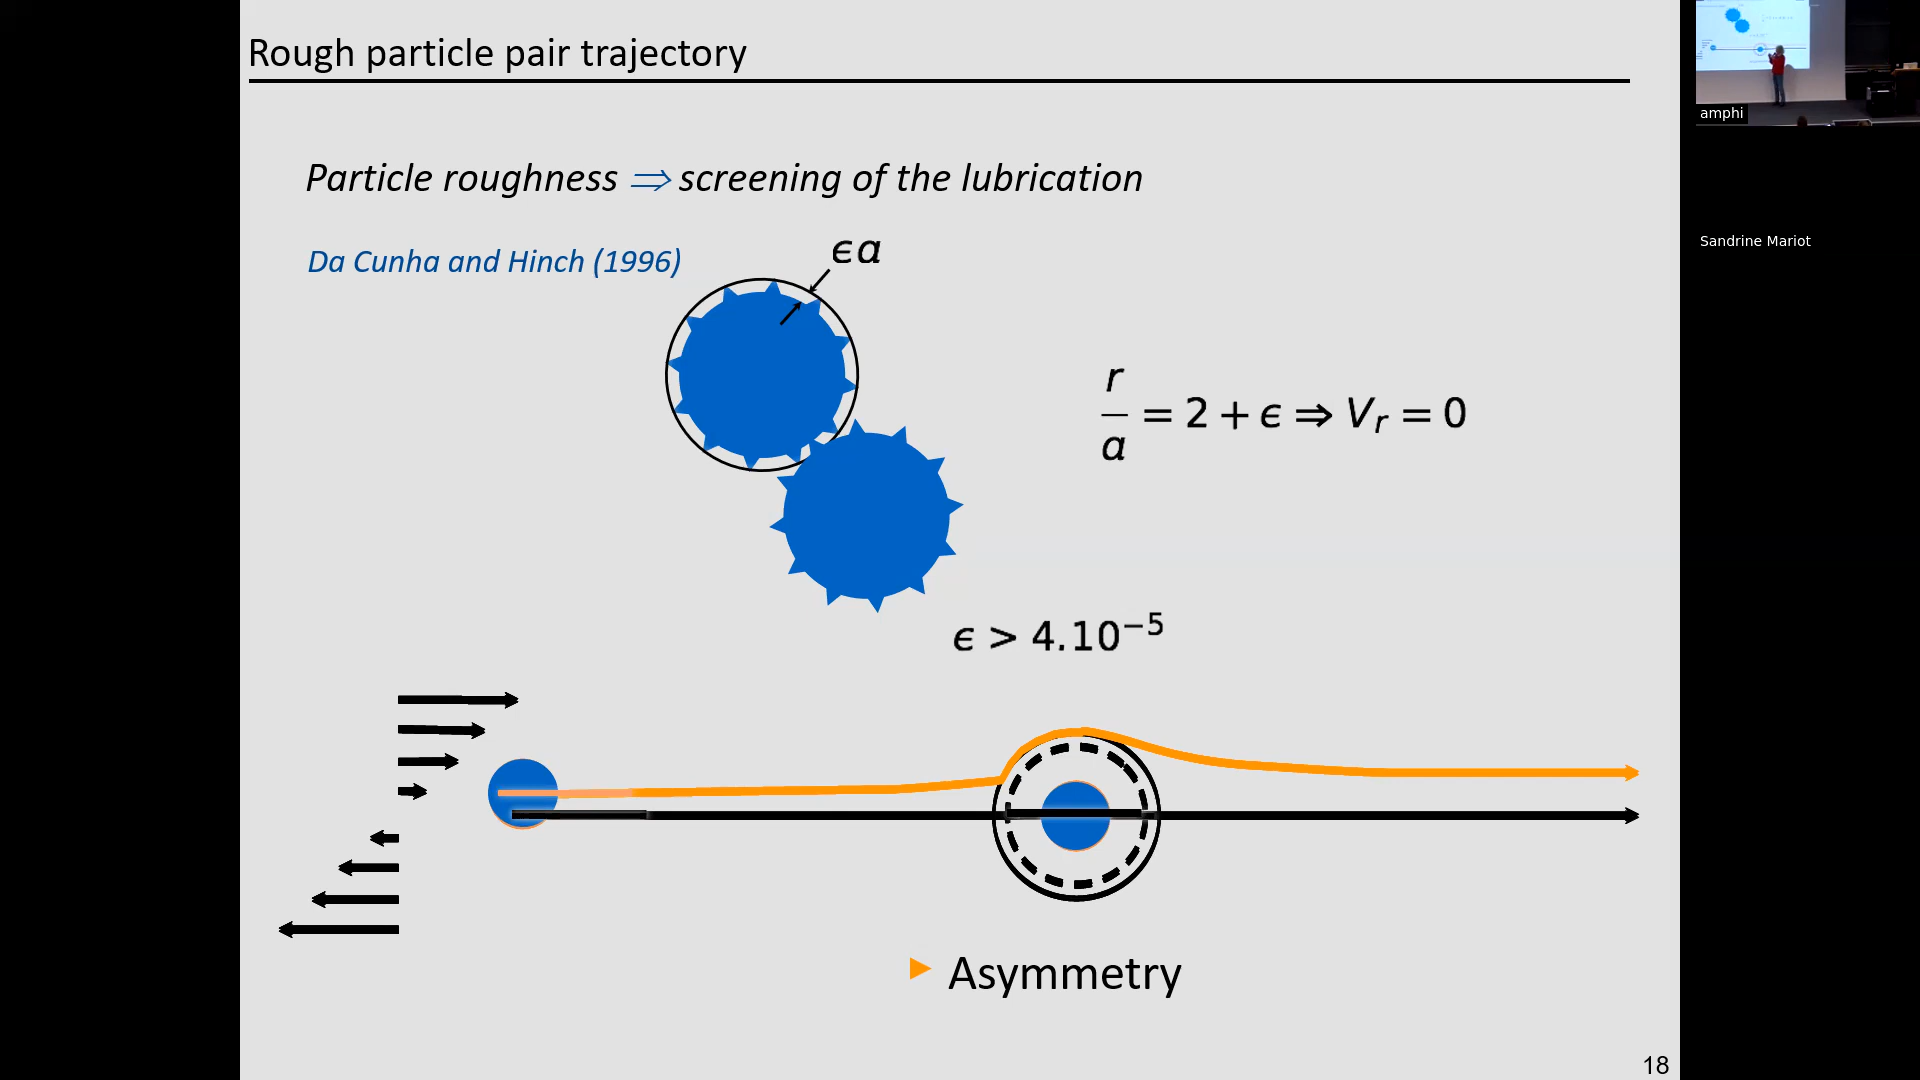 Rough particle pair trajectory
Particle roughness ⇒ screening of the lubrication
Da Cunha and Hinch (1996)
ϵa
r/a = 2 + ϵ ⇒ Vᵣ = 0
ϵ > 4.10⁻⁵
Asymmetry
18
amphi
Sandrine Mariot